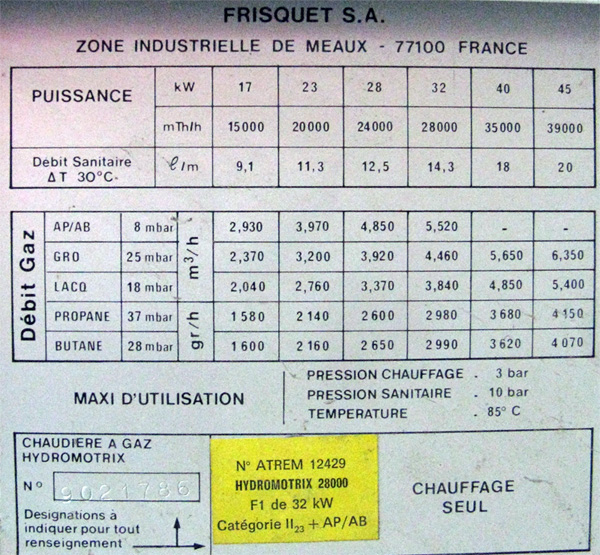 FRISQUET S.A.
ZONE INDUSTRIELLE DE MEAUX - 77100 FRANCE
PUISSANCE kW 17 23 28 32 40 45
mTh/h 15000 20000 24000 28000 35000 39000
Débit Sanitaire
Δ T 30°C. ℓ/m 9,1 11,3 12,5 14,3 18 20
Débit Gaz
m³/h
gr/h
AP/AB 8 mbar 2,930 3,970 4,850 5,520 - -
GRO 25 mbar 2,370 3,200 3,920 4,460 5,650 6,350
LACQ 18 mbar 2,040 2,760 3,370 3,840 4,850 5,400
PROPANE 37 mbar 1580 2140 2600 2980 3680 4150
BUTANE 28 mbar 1600 2160 2650 2990 3620 4070
MAXI D'UTILISATION
PRESSION CHAUFFAGE . 3 bar
PRESSION SANITAIRE . 10 bar
TEMPERATURE . 85° C
CHAUDIERE A GAZ
HYDROMOTRIX
N° 9021786
Designations à
indiquer pour tout
renseignement
N° ATREM 12429
HYDROMOTRIX 28000
F1 de 32 kW
Catégorie II23 + AP/AB
CHAUFFAGE
SEUL